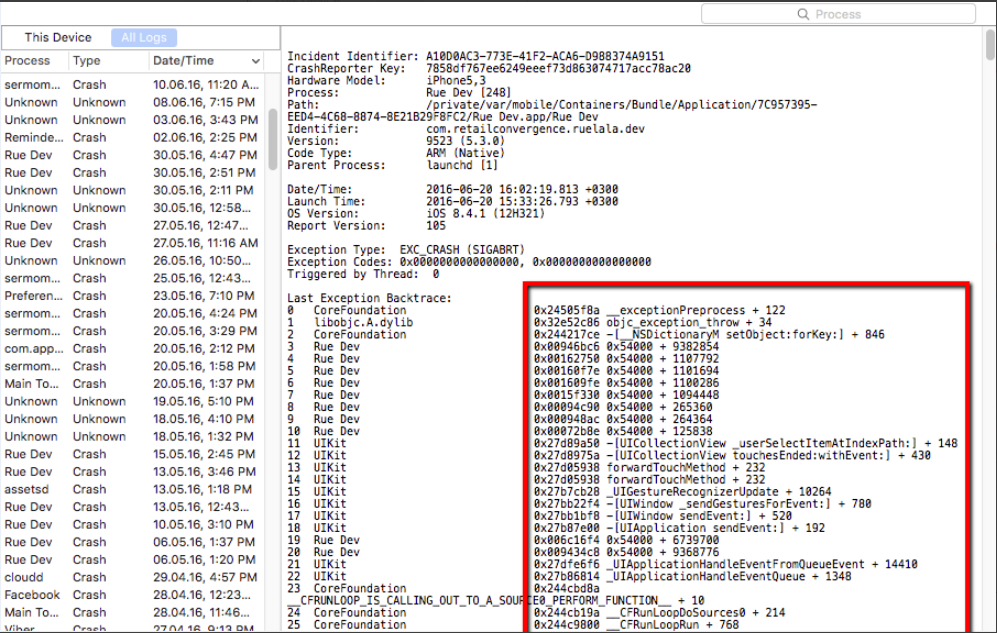 Process
This Device
All Logs
Process Type Date/Time
sermom... Crash 10.06.16, 11:20 A...
Unknown Unknown 08.06.16, 7:15 PM
Unknown Unknown 03.06.16, 3:43 PM
Reminde... Crash 02.06.16, 2:25 PM
Rue Dev Crash 30.05.16, 4:47 PM
Rue Dev Crash 30.05.16, 2:51 PM
Unknown Unknown 30.05.16, 2:11 PM
Unknown Unknown 30.05.16, 12:58...
Rue Dev Crash 27.05.16, 12:47...
Rue Dev Crash 27.05.16, 11:16 AM
Unknown Unknown 26.05.16, 10:50...
sermom... Crash 25.05.16, 12:43...
Preferen... Crash 23.05.16, 7:10 PM
sermom... Crash 20.05.16, 4:24 PM
sermom... Crash 20.05.16, 3:29 PM
com.app... Crash 20.05.16, 2:12 PM
sermom... Crash 20.05.16, 1:58 PM
Main To... Crash 20.05.16, 1:37 PM
Unknown Unknown 19.05.16, 5:10 PM
Unknown Unknown 18.05.16, 4:10 PM
Unknown Unknown 18.05.16, 1:32 PM
Rue Dev Crash 15.05.16, 2:45 PM
Rue Dev Crash 13.05.16, 3:46 PM
assetsd Crash 13.05.16, 1:18 PM
Rue Dev Crash 13.05.16, 12:43...
Rue Dev Crash 10.05.16, 3:10 PM
Rue Dev Crash 06.05.16, 1:37 PM
Rue Dev Crash 06.05.16, 1:20 PM
cloudd Crash 29.04.16, 4:57 PM
Facebook Crash 28.04.16, 12:23...
Main To... Crash 28.04.16, 11:46...
Viber Crash 27.04.16, 9:13 PM
Incident Identifier: A10D0AC3-773E-41F2-ACA6-D988374A9151
CrashReporter Key: 7858df767ee6249eeef73d863074717acc78ac20
Hardware Model: iPhone5,3
Process: Rue Dev [248]
Path: /private/var/mobile/Containers/Bundle/Application/7C957395-
EED4-4C68-8874-8E21B29F8FC2/Rue Dev.app/Rue Dev
Identifier: com.retailconvergence.ruelala.dev
Version: 9523 (5.3.0)
Code Type: ARM (Native)
Parent Process: launchd [1]
Date/Time: 2016-06-20 16:02:19.813 +0300
Launch Time: 2016-06-20 15:33:26.793 +0300
OS Version: iOS 8.4.1 (12H321)
Report Version: 105
Exception Type: EXC_CRASH (SIGABRT)
Exception Codes: 0x0000000000000000, 0x0000000000000000
Triggered by Thread: 0
Last Exception Backtrace:
0 CoreFoundation 0x24505f8a __exceptionPreprocess + 122
1 libobjc.A.dylib 0x32e52c86 objc_exception_throw + 34
2 CoreFoundation 0x244217ce -[__NSDictionaryM setObject:forKey:] + 846
3 Rue Dev 0x00946bc6 0x54000 + 9382854
4 Rue Dev 0x00162750 0x54000 + 1107792
5 Rue Dev 0x00160f7e 0x54000 + 1101694
6 Rue Dev 0x001609fe 0x54000 + 1100286
7 Rue Dev 0x0015f330 0x54000 + 1094448
8 Rue Dev 0x00094c90 0x54000 + 265360
9 Rue Dev 0x000948ac 0x54000 + 264364
10 Rue Dev 0x00072b8e 0x54000 + 125838
11 UIKit 0x27d89a50 -[UICollectionView _userSelectItemAtIndexPath:] + 148
12 UIKit 0x27d8975a -[UICollectionView touchesEnded:withEvent:] + 430
13 UIKit 0x27d05938 forwardTouchMethod + 232
14 UIKit 0x27d05938 forwardTouchMethod + 232
15 UIKit 0x27b7cb28 _UIGestureRecognizerUpdate + 10264
16 UIKit 0x27bb22f4 -[UIWindow _sendGesturesForEvent:] + 780
17 UIKit 0x27bb1bf8 -[UIWindow sendEvent:] + 520
18 UIKit 0x27b87e00 -[UIApplication sendEvent:] + 192
19 Rue Dev 0x006c16f4 0x54000 + 6739700
20 Rue Dev 0x009434c8 0x54000 + 9368776
21 UIKit 0x27dfe6f6 _UIApplicationHandleEventFromQueueEvent + 14410
22 UIKit 0x27b86814 _UIApplicationHandleEventQueue + 1348
23 CoreFoundation 0x244cbd8a
__CFRUNLOOP_IS_CALLING_OUT_TO_A_SOURCE0_PERFORM_FUNCTION__ + 10
24 CoreFoundation 0x244cb19a __CFRunLoopDoSources0 + 214
25 CoreFoundation 0x244c9800 __CFRunLoopRun + 768